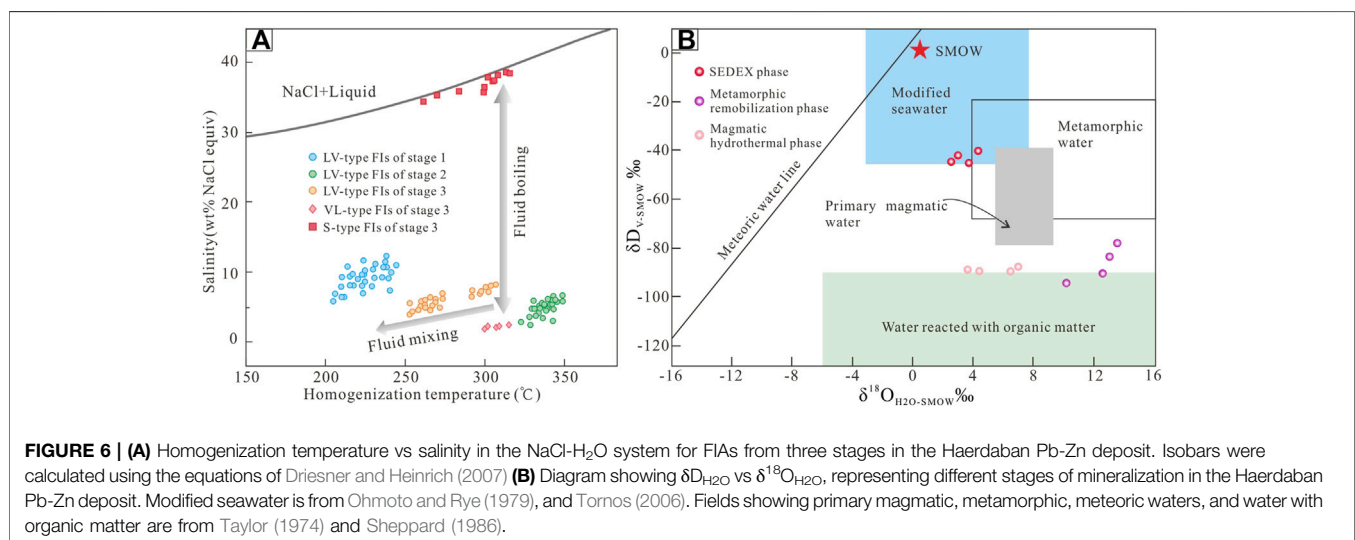 A
40
30
20
10
0
Salinity(wt% NaCl equiv)
NaCl+Liquid
LV-type FIs of stage 1
LV-type FIs of stage 2
LV-type FIs of stage 3
VL-type FIs of stage 3
S-type FIs of stage 3
Fluid boiling
Fluid mixing
150 200 250 300 350
Homogenization temperature (℃)
B
0
-20
-40
-60
-80
-100
-120
δD V-SMOW ‰
SMOW
SEDEX phase
Metamorphic
remobilization phase
Magmatic
hydrothermal phase
Modified
seawater
Metamorphic
water
Primary magmatic
water
Meteoric water line
Water reacted with organic matter
-16 -12 -8 -4 0 4 8 12 16
δ¹⁸O H2O-SMOW‰
FIGURE 6 | (A) Homogenization temperature vs salinity in the NaCl-H₂O system for FIAs from three stages in the Haerdaban Pb-Zn deposit. Isobars were
calculated using the equations of Driesner and Heinrich (2007) (B) Diagram showing δD H2O vs δ¹⁸O H2O, representing different stages of mineralization in the Haerdaban
Pb-Zn deposit. Modified seawater is from Ohmoto and Rye (1979), and Tornos (2006). Fields showing primary magmatic, metamorphic, meteoric waters, and water with
organic matter are from Taylor (1974) and Sheppard (1986).